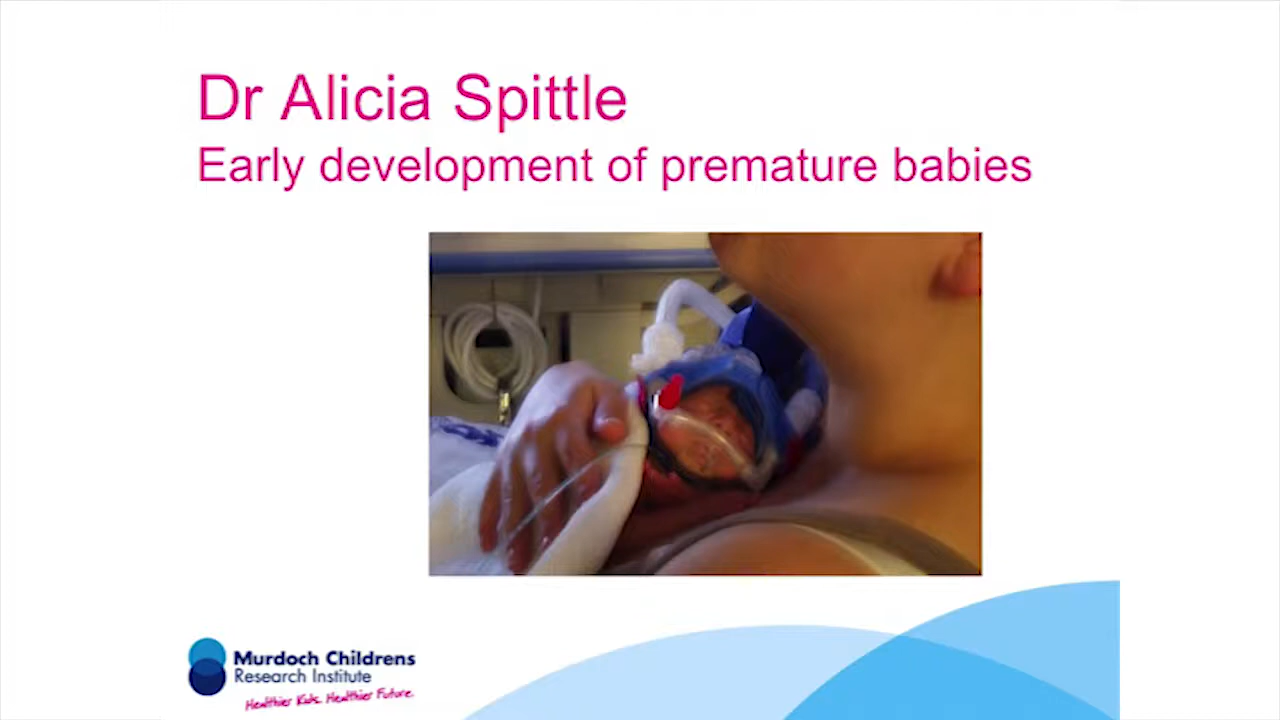 Dr Alicia Spittle
Early development of premature babies
Murdoch Childrens
Research Institute
Healthier Kids. Healthier Future.